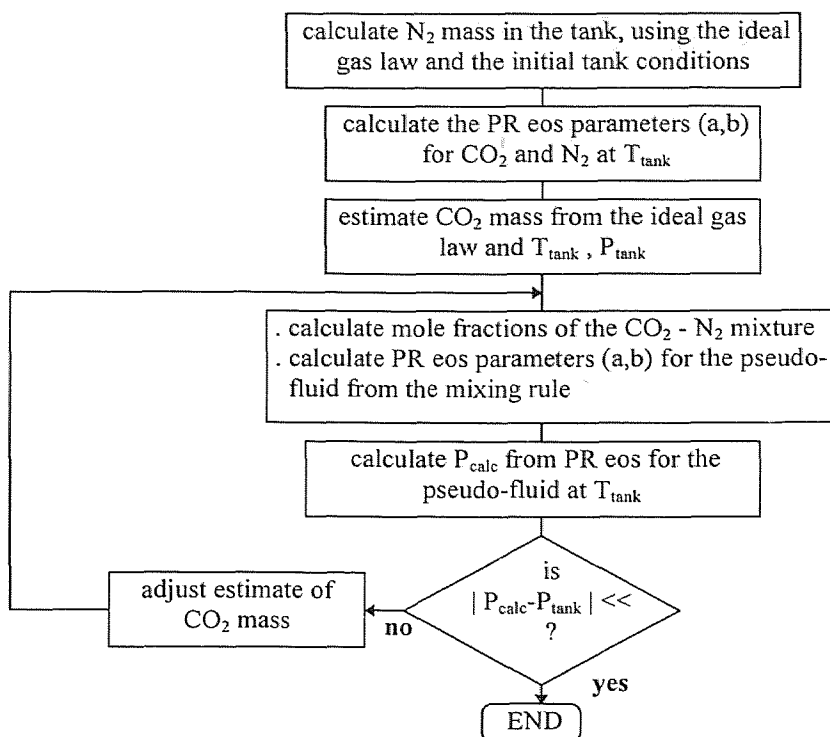 calculate N₂ mass in the tank, using the ideal
gas law and the initial tank conditions
calculate the PR eos parameters (a,b)
for CO₂ and N₂ at T_tank
estimate CO₂ mass from the ideal gas
law and T_tank , P_tank
. calculate mole fractions of the CO₂ - N₂ mixture
. calculate PR eos parameters (a,b) for the pseudo-
fluid from the mixing rule
calculate P_calc from PR eos for the
pseudo-fluid at T_tank
is
| P_calc-P_tank | <<
?
adjust estimate of
CO₂ mass
no
yes
END